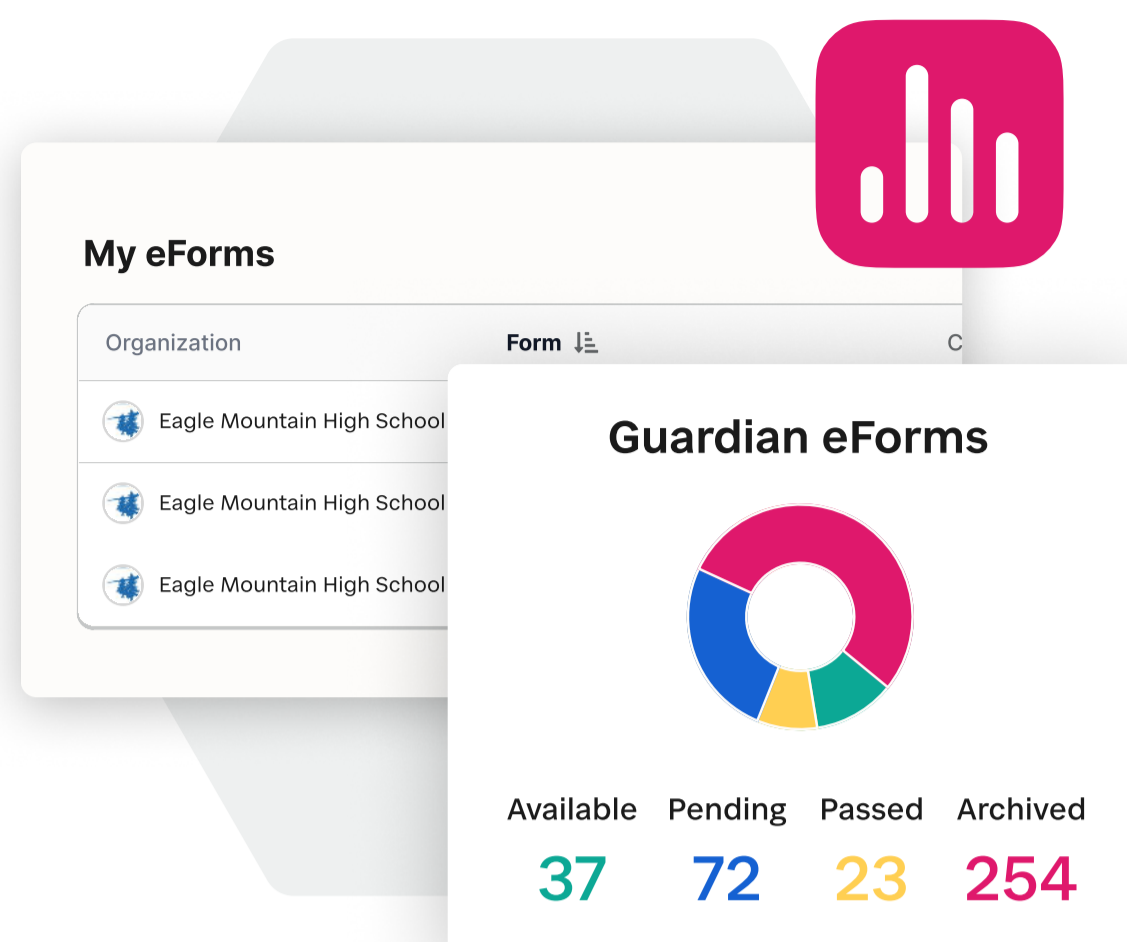 My eForms
Organization Form C
Eagle Mountain High School
Eagle Mountain High School
Eagle Mountain High School
Guardian eForms
Available Pending Passed Archived
37 72 23 254